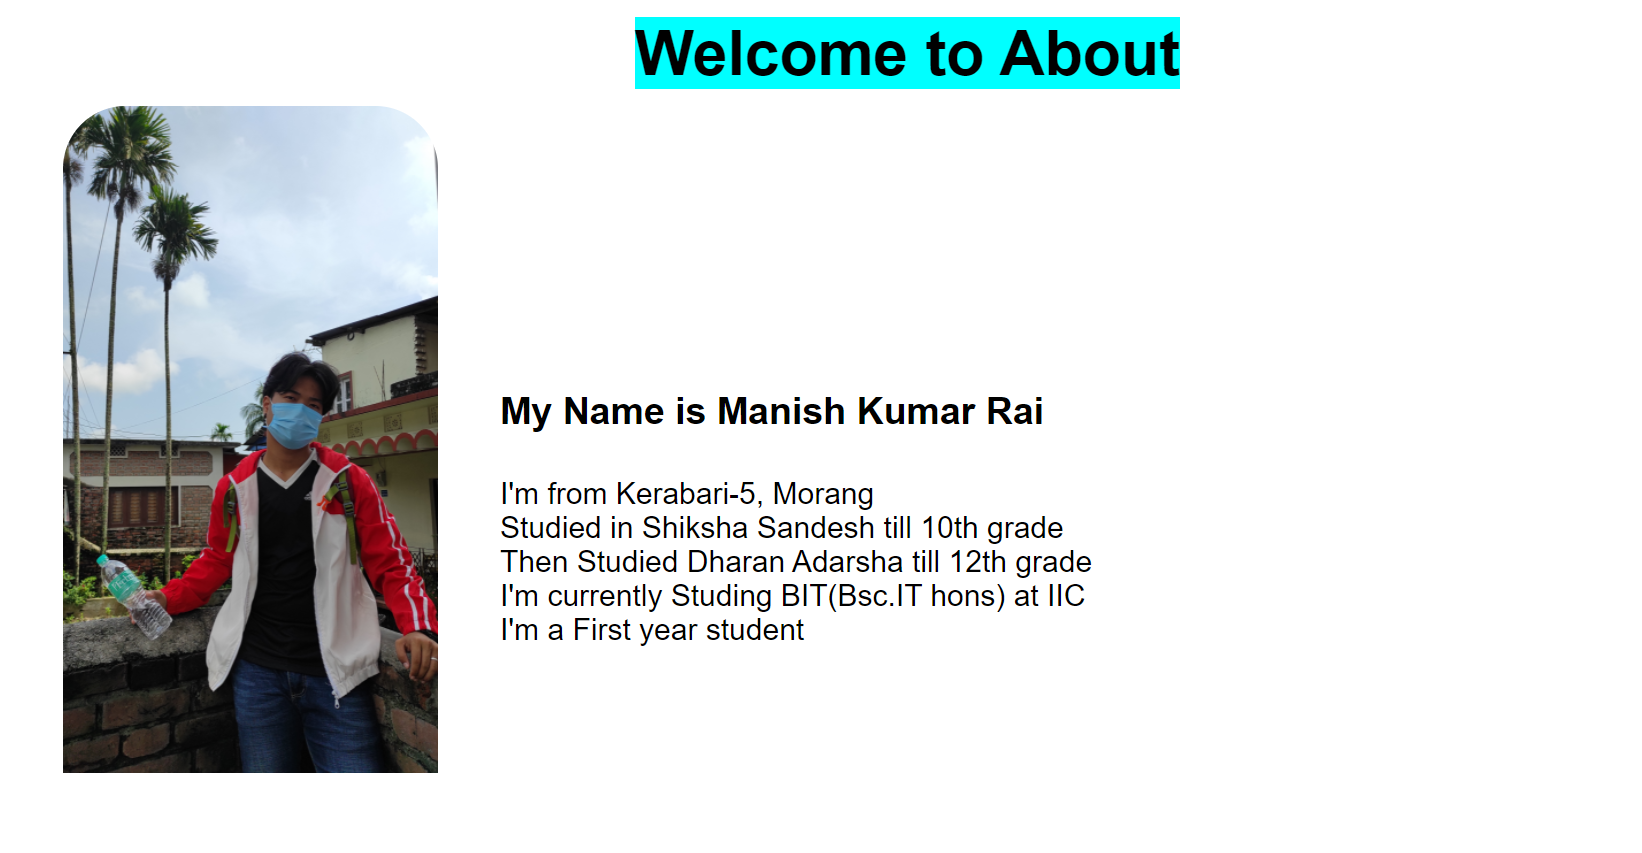 Welcome to About
My Name is Manish Kumar Rai
I'm from Kerabari-5, Morang
Studied in Shiksha Sandesh till 10th grade
Then Studied Dharan Adarsha till 12th grade
I'm currently Studing BIT(Bsc.IT hons) at IIC
I'm a First year student